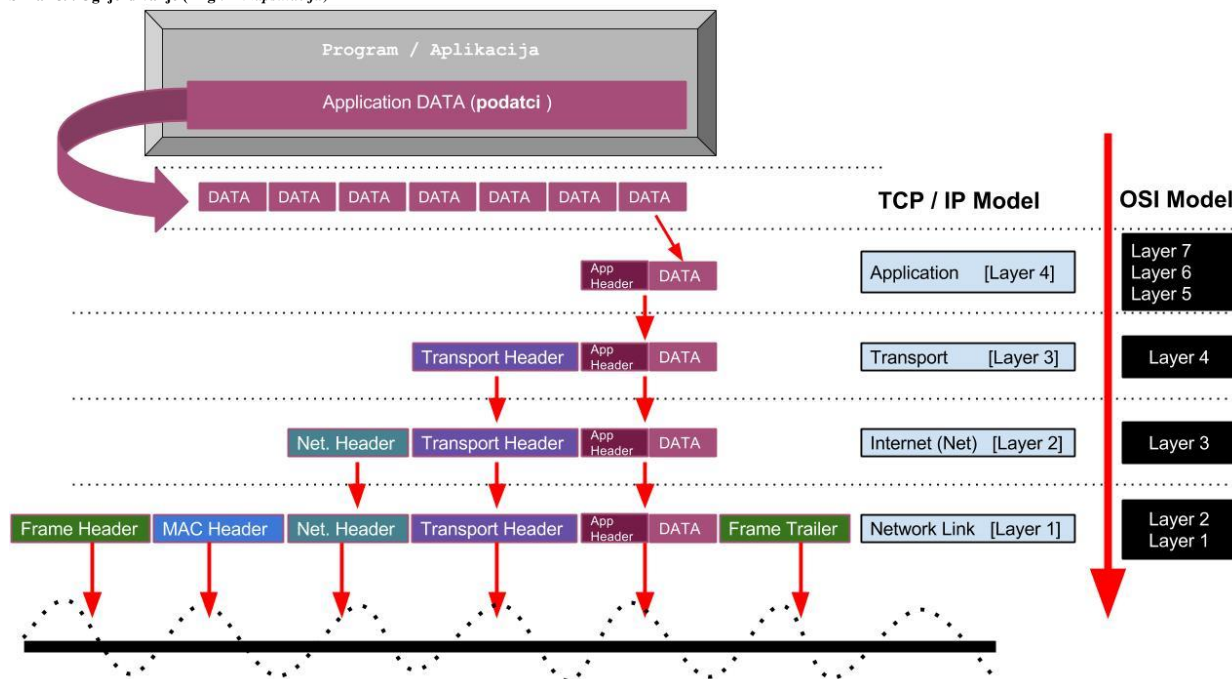 Program / Aplikacija
Application DATA (podatci )
DATA DATA DATA DATA DATA DATA DATA
TCP / IP Model
OSI Model
App Header DATA
Application [Layer 4]
Layer 7
Layer 6
Layer 5
Transport Header App Header DATA
Transport [Layer 3]
Layer 4
Net. Header Transport Header App Header DATA
Internet (Net) [Layer 2]
Layer 3
Frame Header MAC Header Net. Header Transport Header App Header DATA Frame Trailer
Network Link [Layer 1]
Layer 2
Layer 1